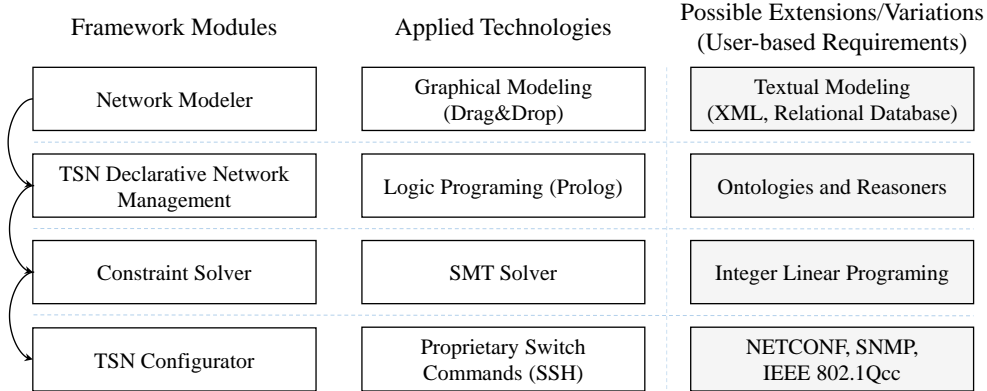 Framework Modules
Applied Technologies
Possible Extensions/Variations
(User-based Requirements)
Network Modeler
Graphical Modeling
(Drag&Drop)
Textual Modeling
(XML, Relational Database)
TSN Declarative Network
Management
Logic Programing (Prolog)
Ontologies and Reasoners
Constraint Solver
SMT Solver
Integer Linear Programing
TSN Configurator
Proprietary Switch
Commands (SSH)
NETCONF, SNMP,
IEEE 802.1Qcc